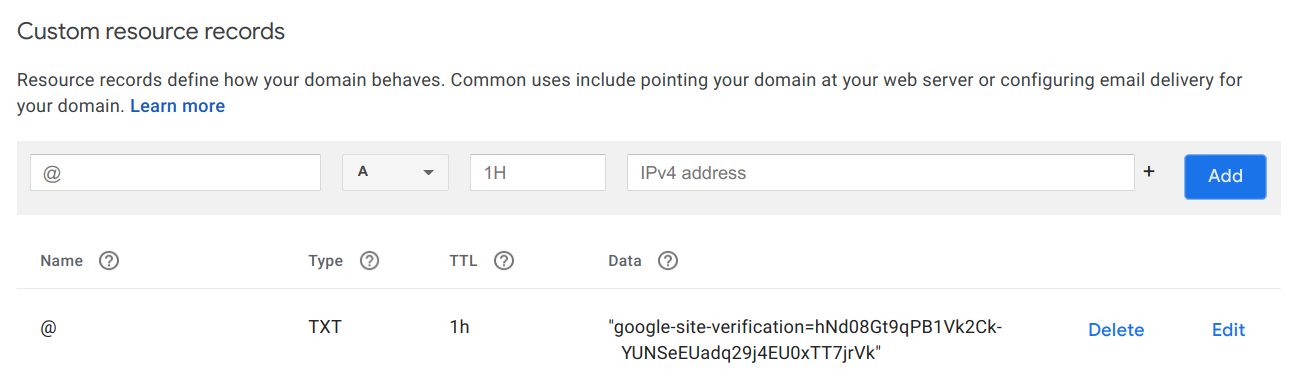 Custom resource records
Resource records define how your domain behaves. Common uses include pointing your domain at your web server or configuring email delivery for
your domain. Learn more
@ A 1H IPv4 address + Add
Name ? Type ? TTL ? Data ?
@ TXT 1h "google-site-verification=hNd08Gt9qPB1Vk2Ck- Delete Edit
YUNSeEUadq29j4EU0xTT7jrVk"